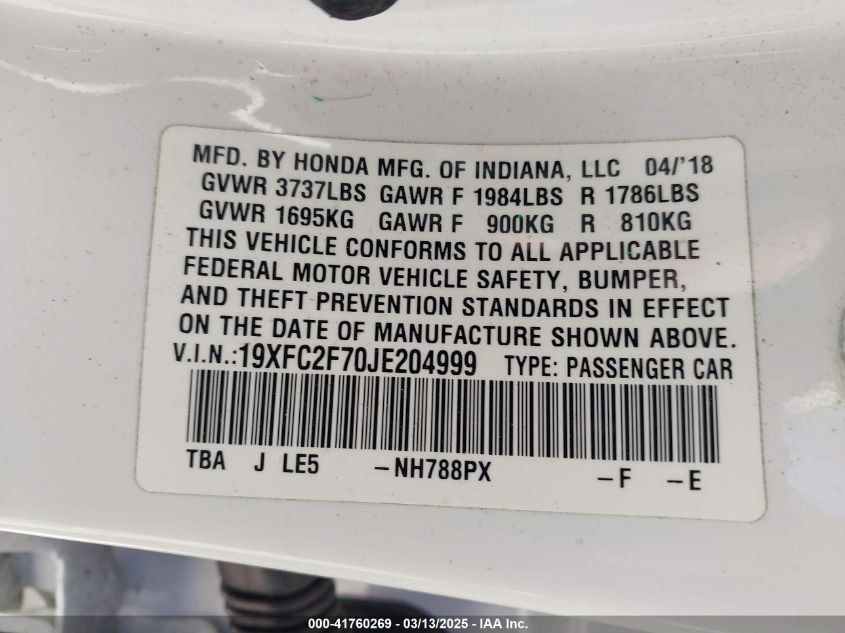 MFD. BY HONDA MFG. OF INDIANA, LLC 04/'18
GVWR 3737LBS GAWR F 1984LBS R 1786LBS
GVWR 1695KG GAWR F 900KG R 810KG
THIS VEHICLE CONFORMS TO ALL APPLICABLE
FEDERAL MOTOR VEHICLE SAFETY, BUMPER,
AND THEFT PREVENTION STANDARDS IN EFFECT
ON THE DATE OF MANUFACTURE SHOWN ABOVE.
V.I.N.:19XFC2F70JE204999 TYPE: PASSENGER CAR
TBA J LE5 -NH788PX -F -E
000-41760269 - 03/13/2025 - IAA Inc.